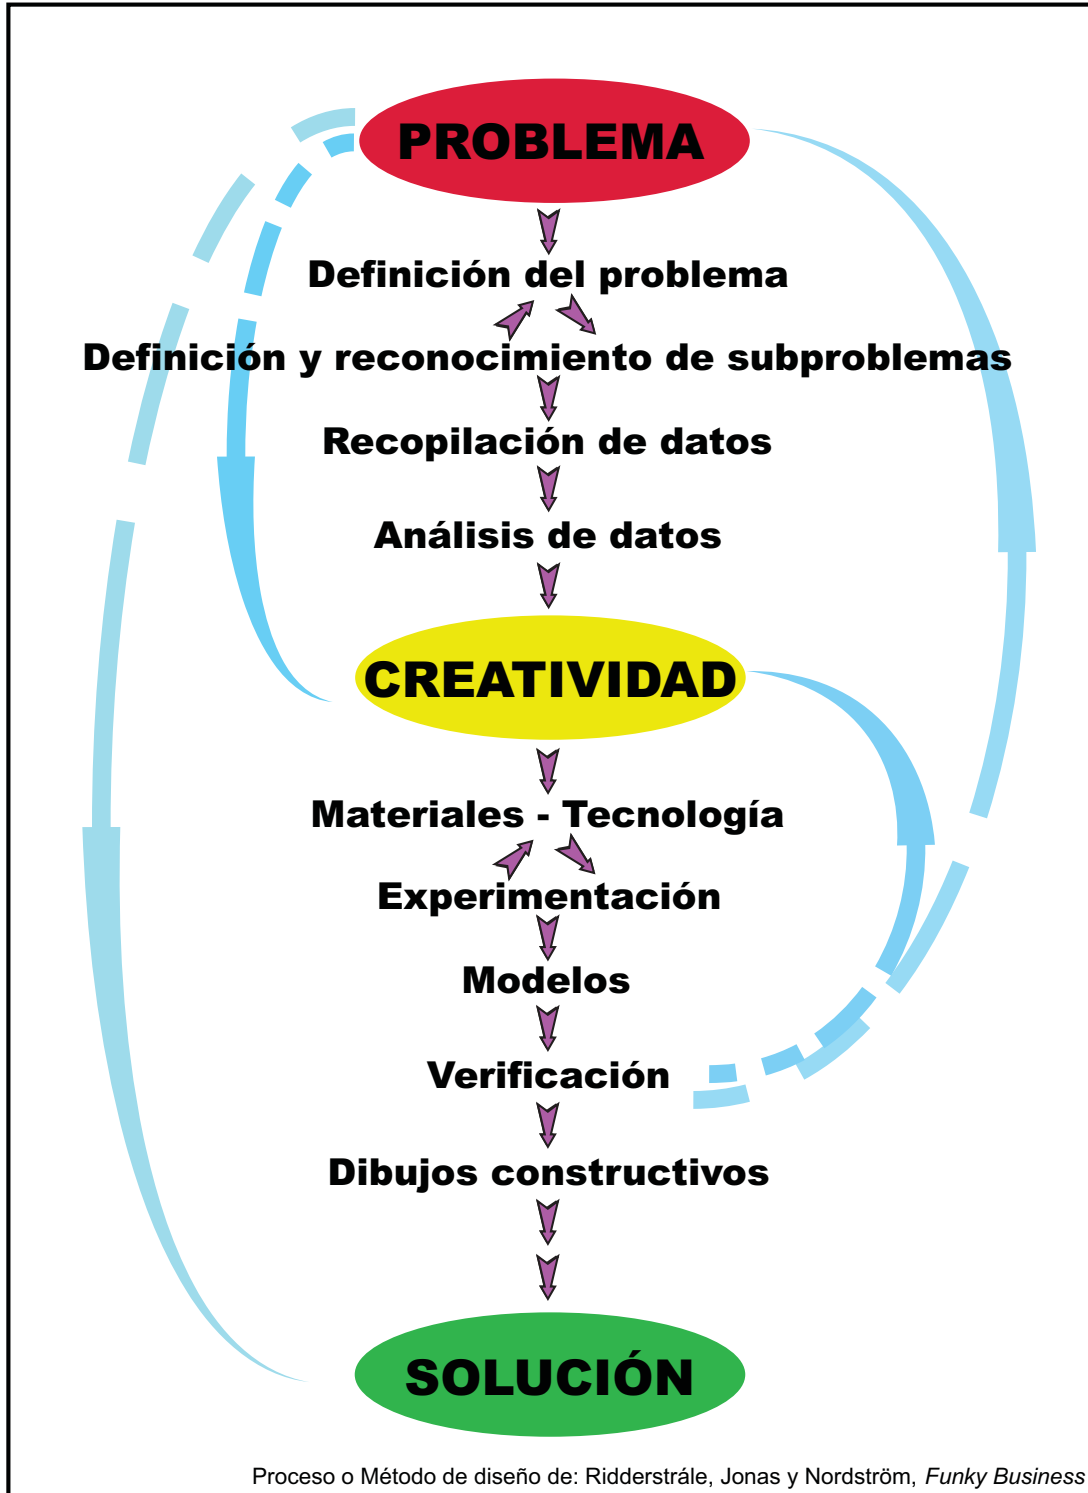 PROBLEMA
Definición del problema
Definición y reconocimiento de subproblemas
Recopilación de datos
Análisis de datos
CREATIVIDAD
Materiales - Tecnología
Experimentación
Modelos
Verificación
Dibujos constructivos
SOLUCIÓN
Proceso o Método de diseño de: Ridderstrále, Jonas y Nordström, Funky Business